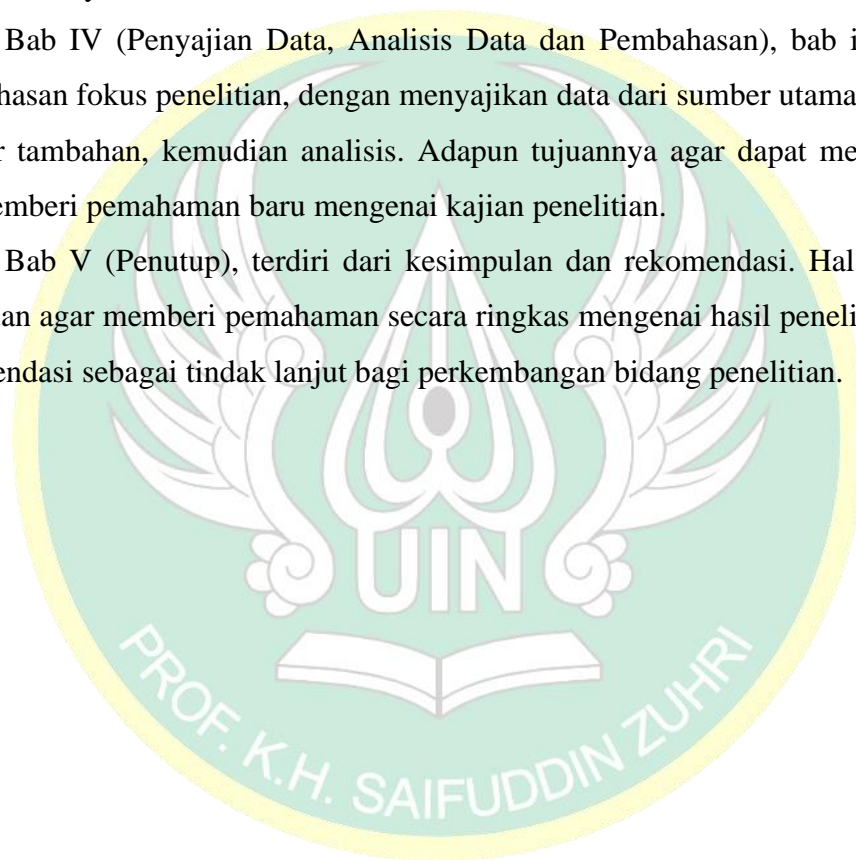 Bab IV (Penyajian Data, Analisis Data dan Pembahasan), bab i
hasan fokus penelitian, dengan menyajikan data dari sumber utama
r tambahan, kemudian analisis. Adapun tujuannya agar dapat me
emberi pemahaman baru mengenai kajian penelitian.
Bab V (Penutup), terdiri dari kesimpulan dan rekomendasi. Hal
an agar memberi pemahaman secara ringkas mengenai hasil peneli
endasi sebagai tindak lanjut bagi perkembangan bidang penelitian.
UIN
PROF. K.H. SAIFUDDIN ZUHRI